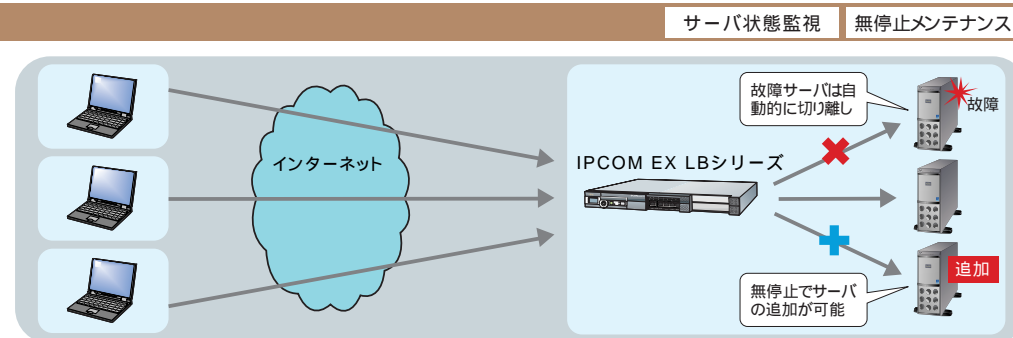 サーバ状態監視
無停止メンテナンス
故障サーバは自
動的に切り離し
故障
インターネット
IPCOM EX LBシリーズ
追加
無停止でサーバ
の追加が可能